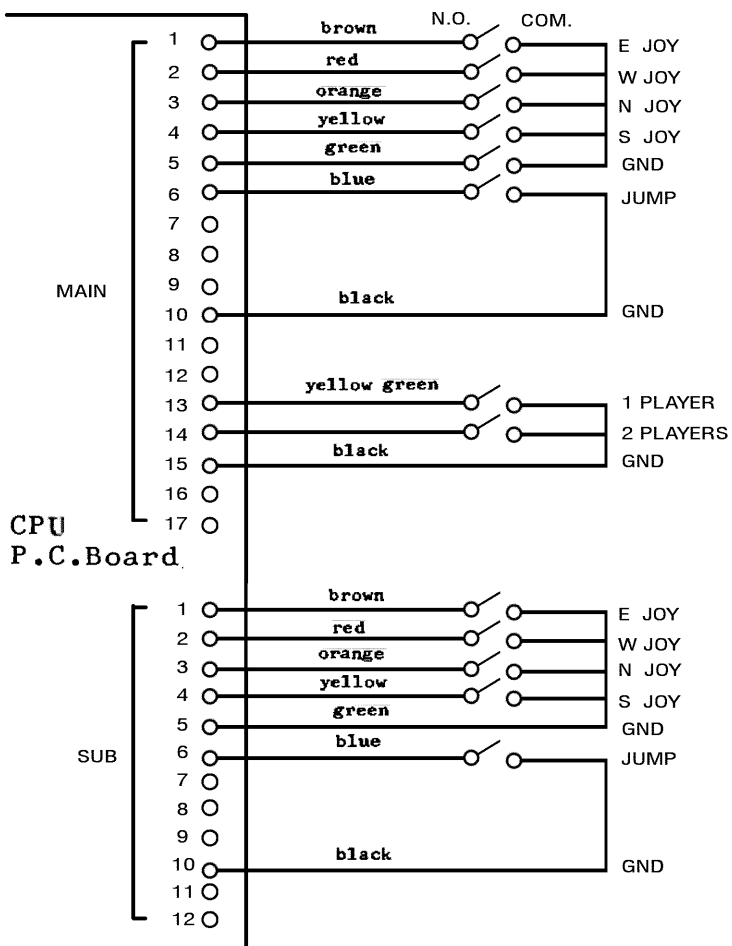 N.O. COM.
1 brown E JOY
2 red W JOY
3 orange N JOY
4 yellow S JOY
5 green GND
6 blue JUMP
7
8
9
MAIN
10 black GND
11
12
13 yellow green 1 PLAYER
14 2 PLAYERS
15 black GND
16
17
CPU
P.C.Board
1 brown E JOY
2 red W JOY
3 orange N JOY
4 yellow S JOY
5 green GND
SUB
6 blue JUMP
7
8
9
10 black GND
11
12